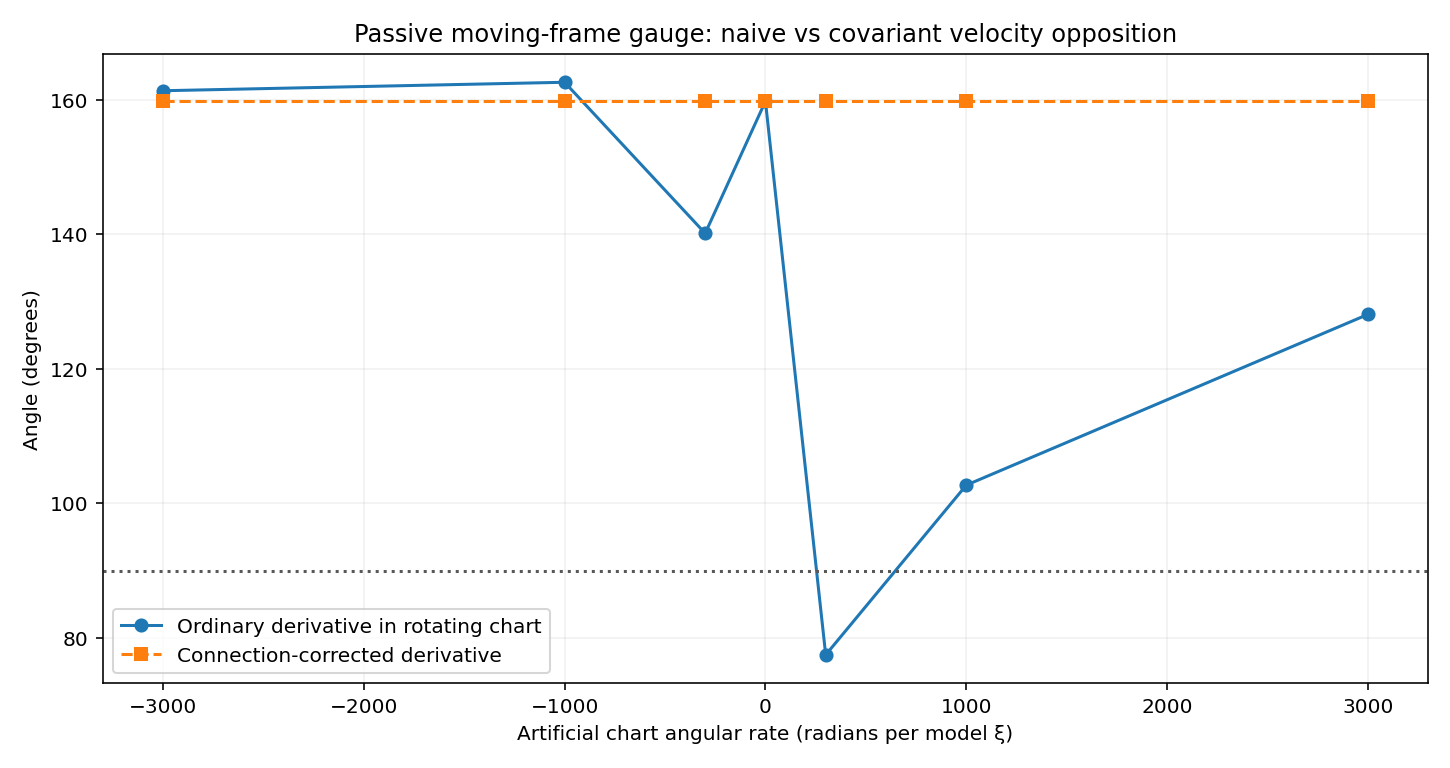 Passive moving-frame gauge: naive vs covariant velocity opposition
Angle (degrees)
160
140
120
100
80
Ordinary derivative in rotating chart
Connection-corrected derivative
−3000 −2000 −1000 0 1000 2000 3000
Artificial chart angular rate (radians per model ξ)